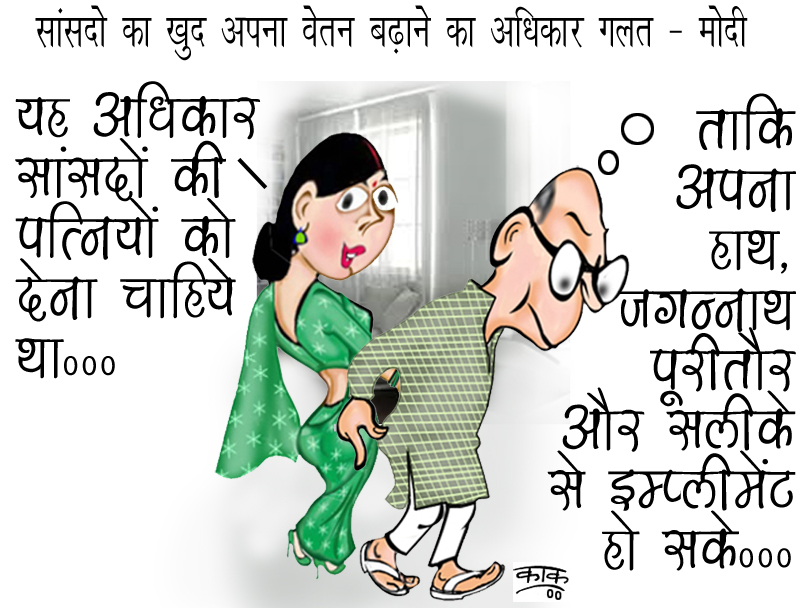 सांसदो का खुद अपना वेतन बढ़ाने का अधिकार गलत - मोदी
यह अधिकार
सांसदों की
पत्नियों को
देना चाहिये
था०००
ताकि
अपना
हाथ,
जगन्नाथ
पूरीतौर
और सलीके
से इम्प्लीमेंट
हो सके०००
काक